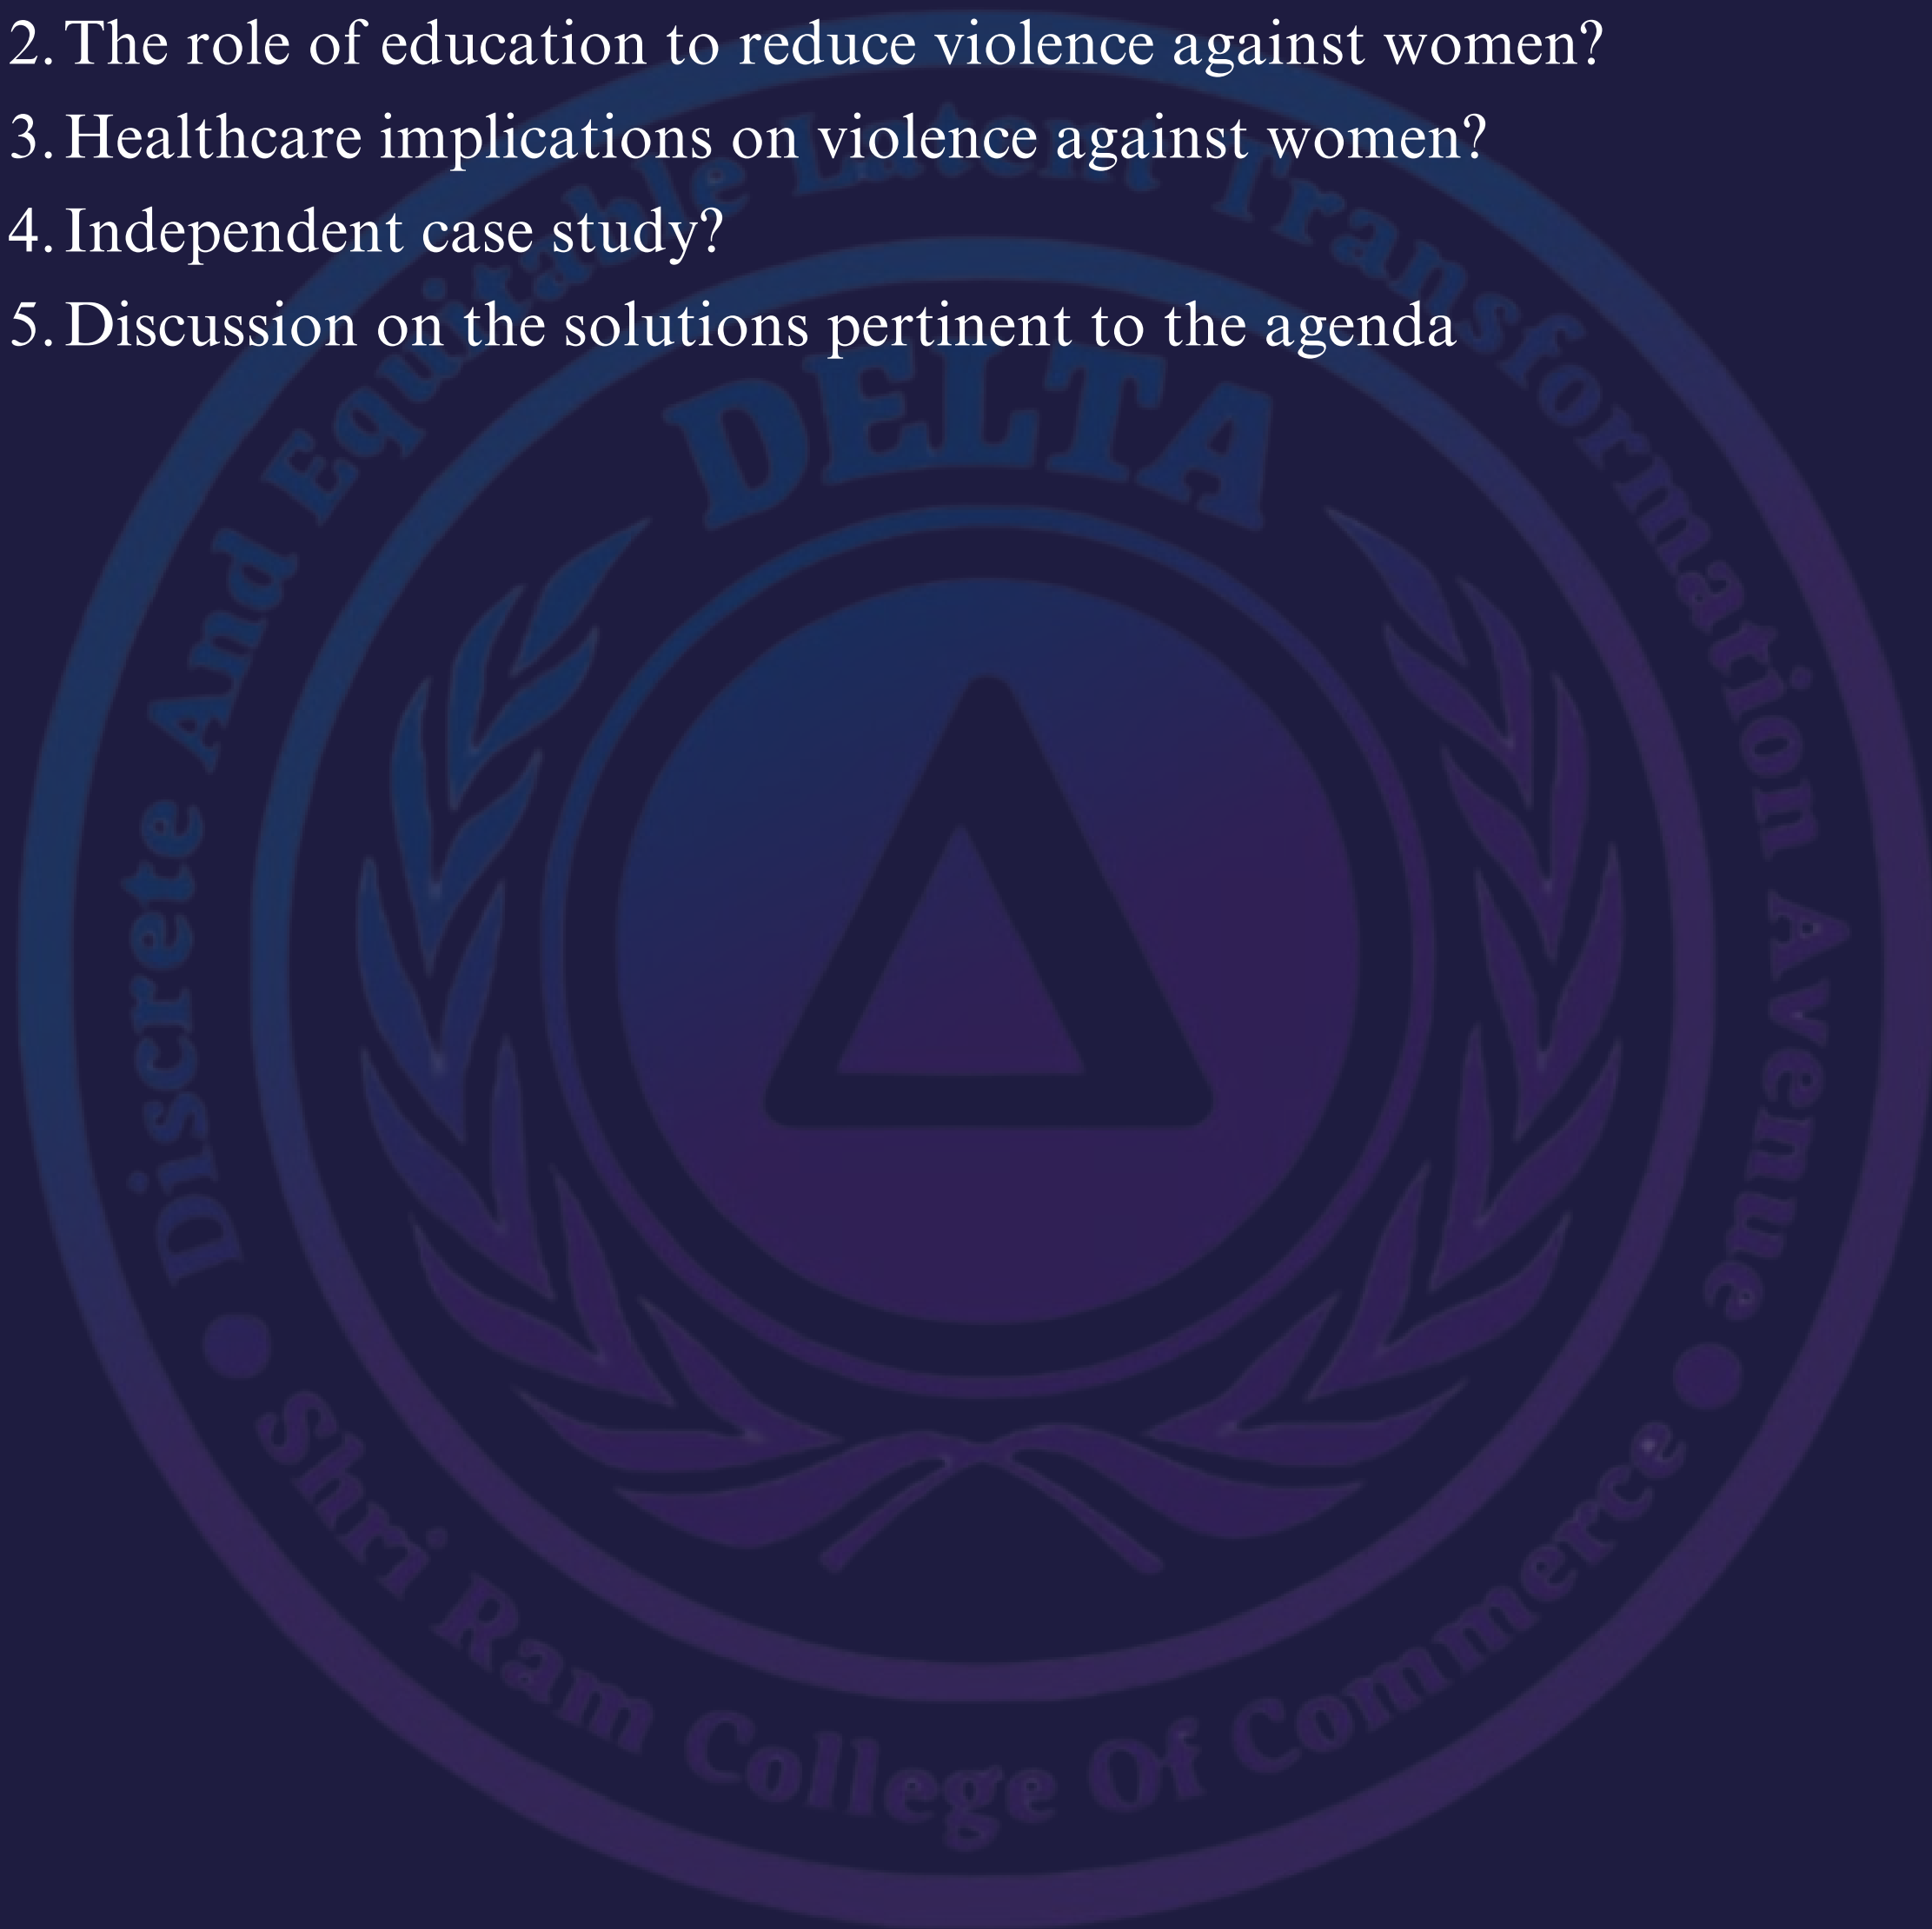 2. The role of education to reduce violence against women?
3. Healthcare implications on violence against women?
4. Independent case study?
5. Discussion on the solutions pertinent to the agenda
Discrete And Equitable Latent Transformation Avenue
DELTA
Shri Ram College Of Commerce